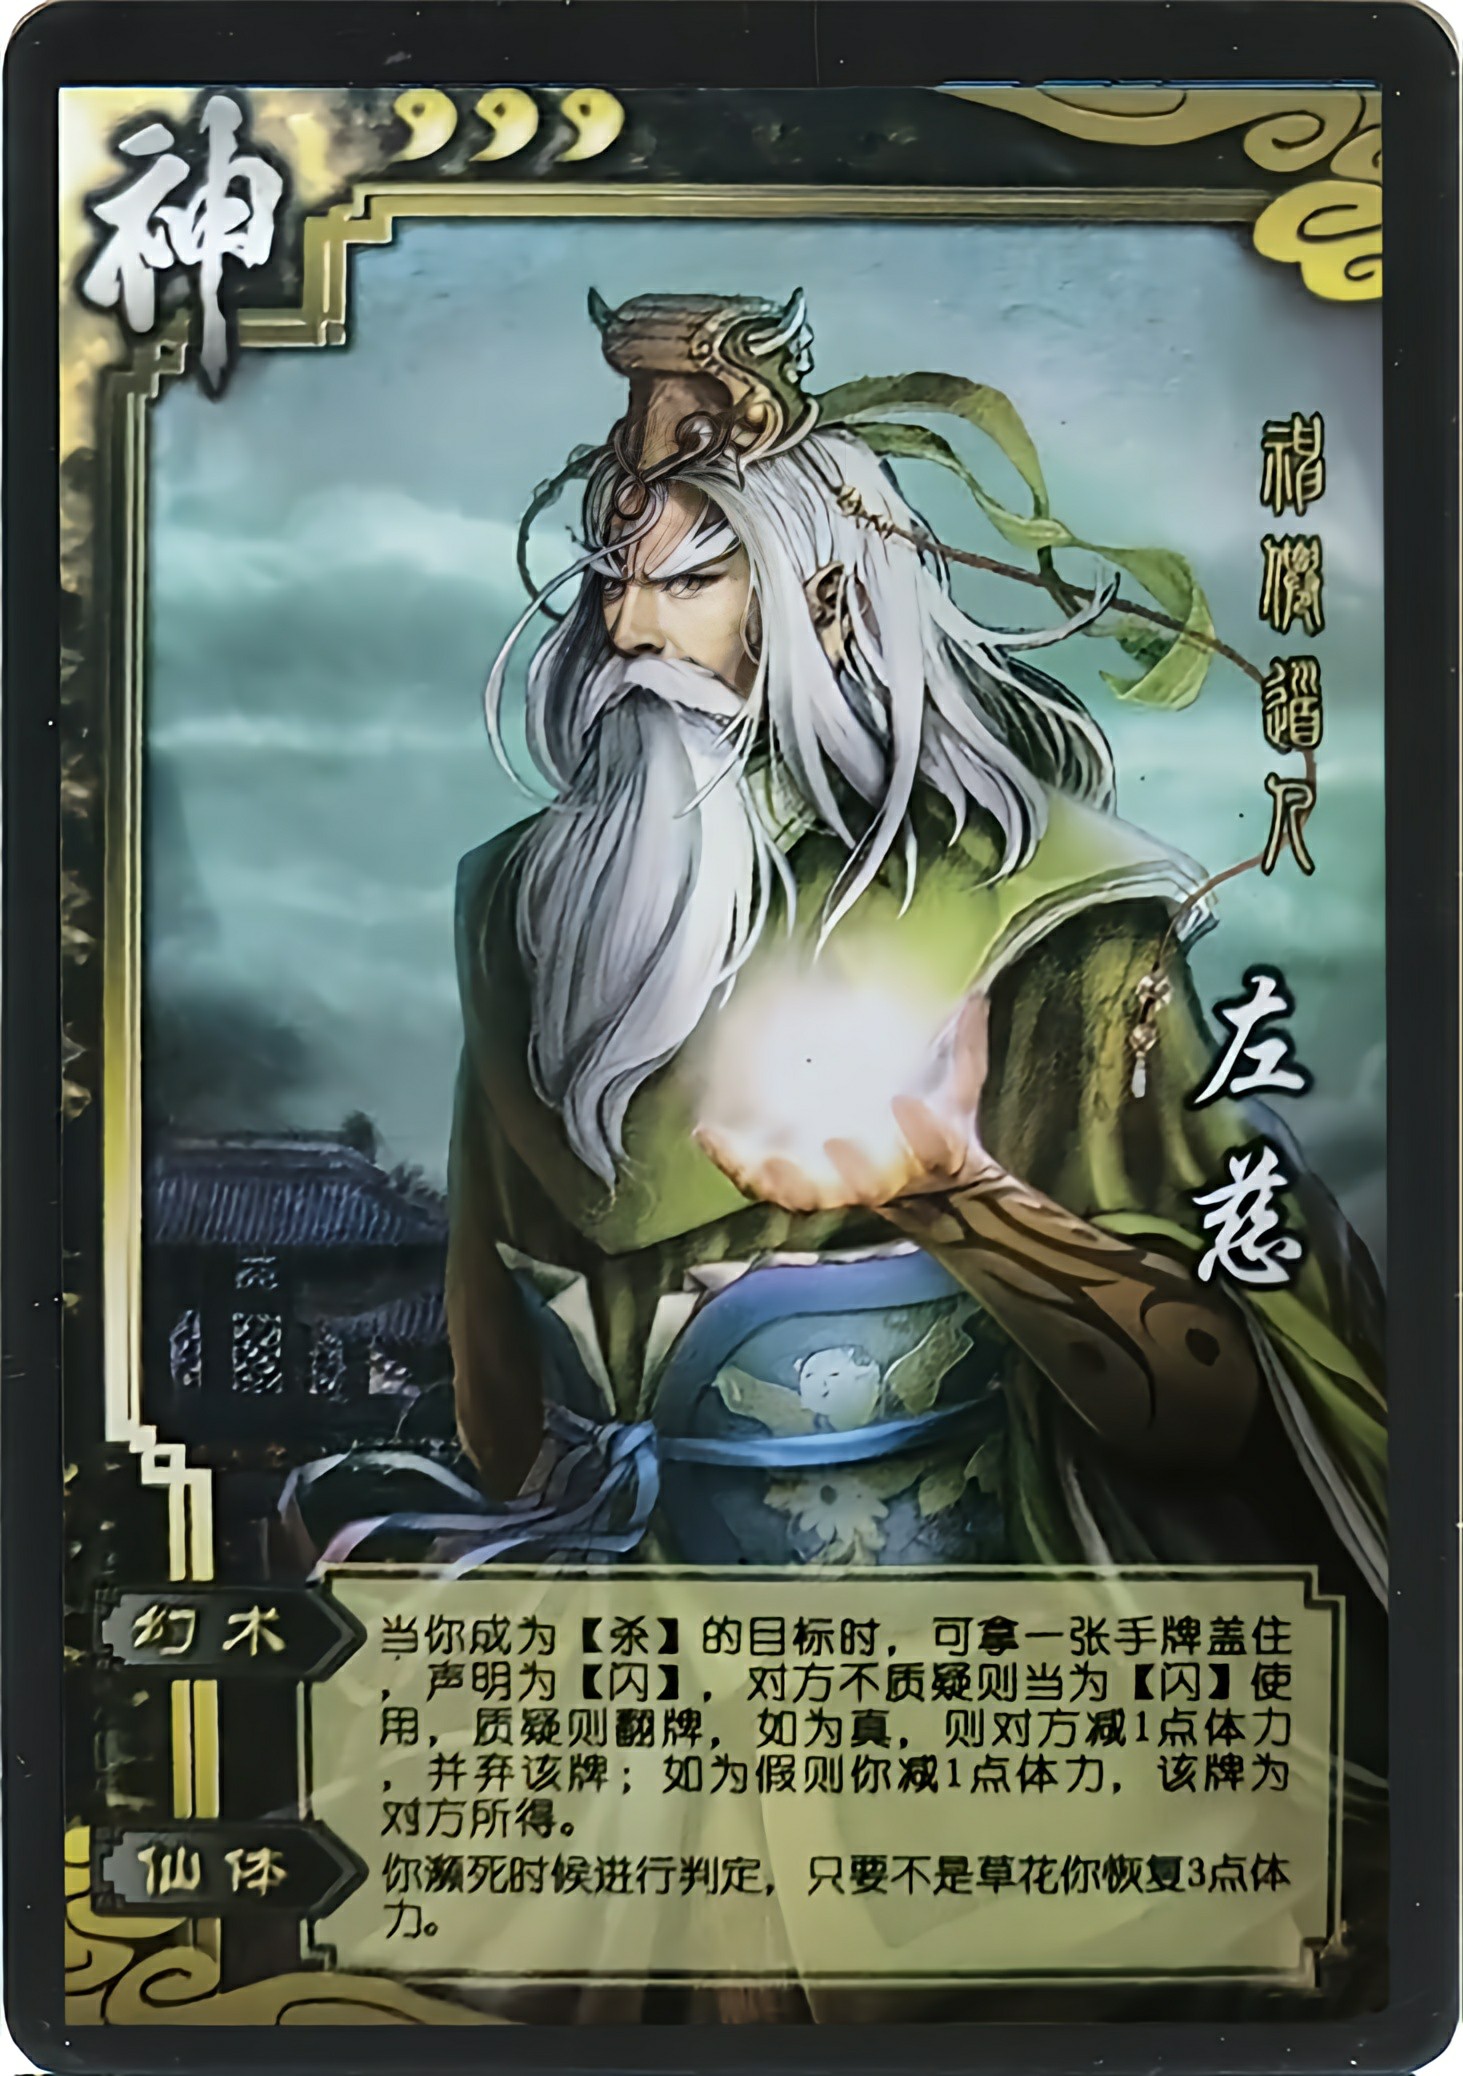 神
神机道人
左慈
幻术
当你成为【杀】的目标时，可拿一张手牌盖住
，声明为【闪】，对方不质疑则当为【闪】使
用，质疑则翻牌，如为真，则对方减1点体力
，并弃该牌；如为假则你减1点体力，该牌为
对方所得。
仙体
你濒死时候进行判定，只要不是草花你恢复3点体
力。